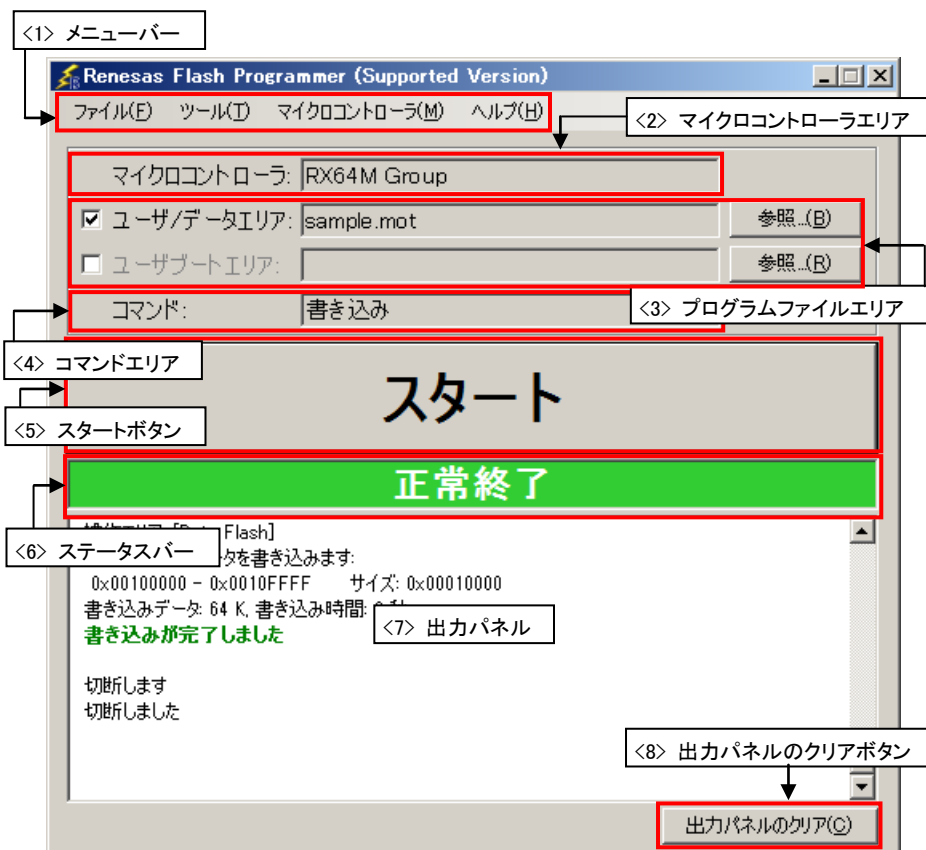 <1> メニューバー
Renesas Flash Programmer (Supported Version)
ファイル(F) ツール(T) マイクロコントローラ(M) ヘルプ(H)
<2> マイクロコントローラエリア
マイクロコントローラ: RX64M Group
ユーザ/データエリア: sample.mot 参照...(B)
ユーザブートエリア: 参照...(R)
コマンド: 書き込み
<3> プログラムファイルエリア
<4> コマンドエリア
スタート
<5> スタートボタン
正常終了
Flash]
<6> ステータスバー
タを書き込みます:
0x00100000 - 0x0010FFFF サイズ: 0x00010000
書き込みデータ: 64 K, 書き込み時間:
<7> 出力パネル
書き込みが完了しました
切断します
切断しました
<8> 出力パネルのクリアボタン
出力パネルのクリア(C)